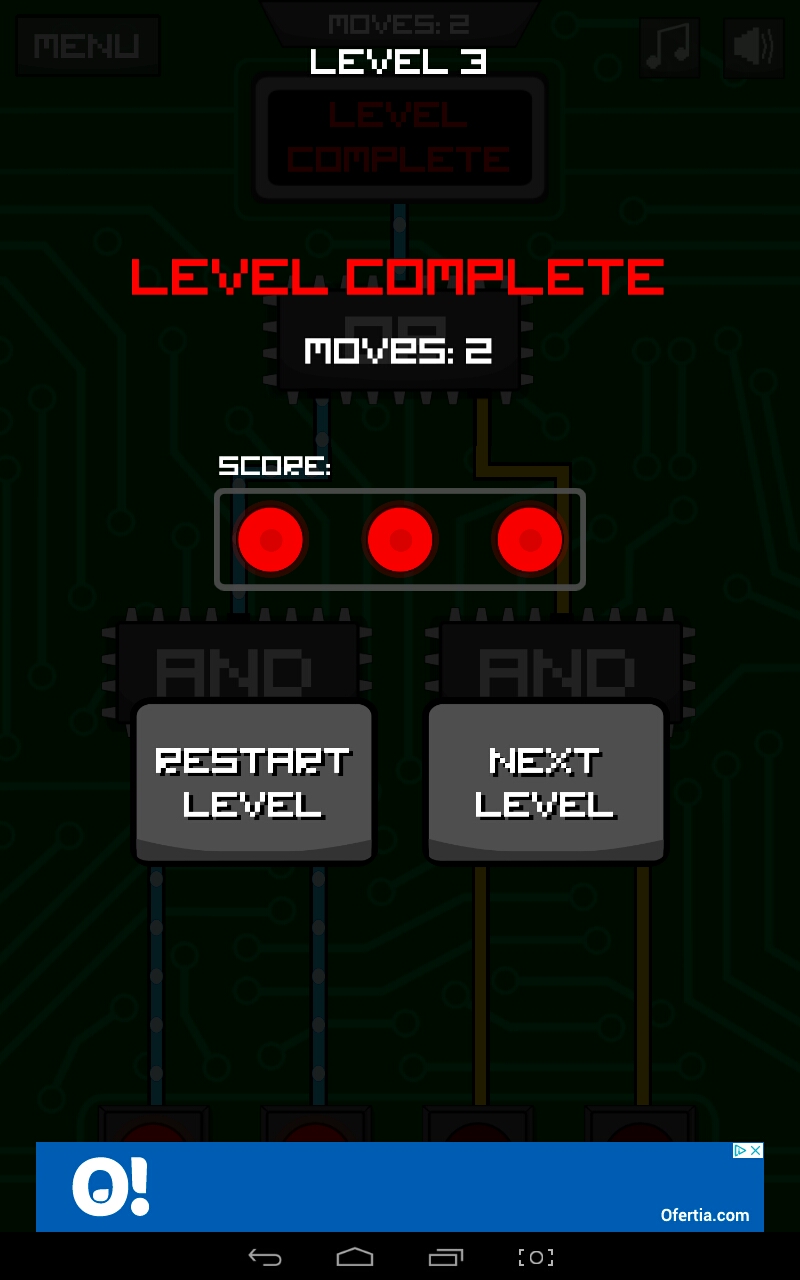 MOVES: 2
MENU
LEVEL 3
LEVEL
COMPLETE
LEVEL COMPLETE
OR
MOVES: 2
SCORE:
AND
AND
RESTART
LEVEL
NEXT
LEVEL
O!
Ofertia.com